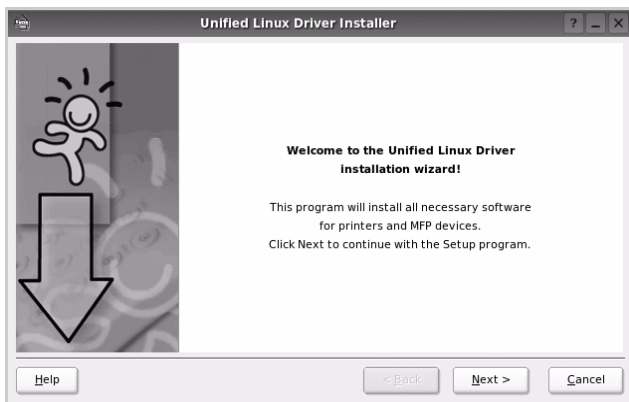 Unified Linux Driver Installer
Welcome to the Unified Linux Driver
installation wizard!
This program will install all necessary software
for printers and MFP devices.
Click Next to continue with the Setup program.
Help
< Back
Next >
Cancel